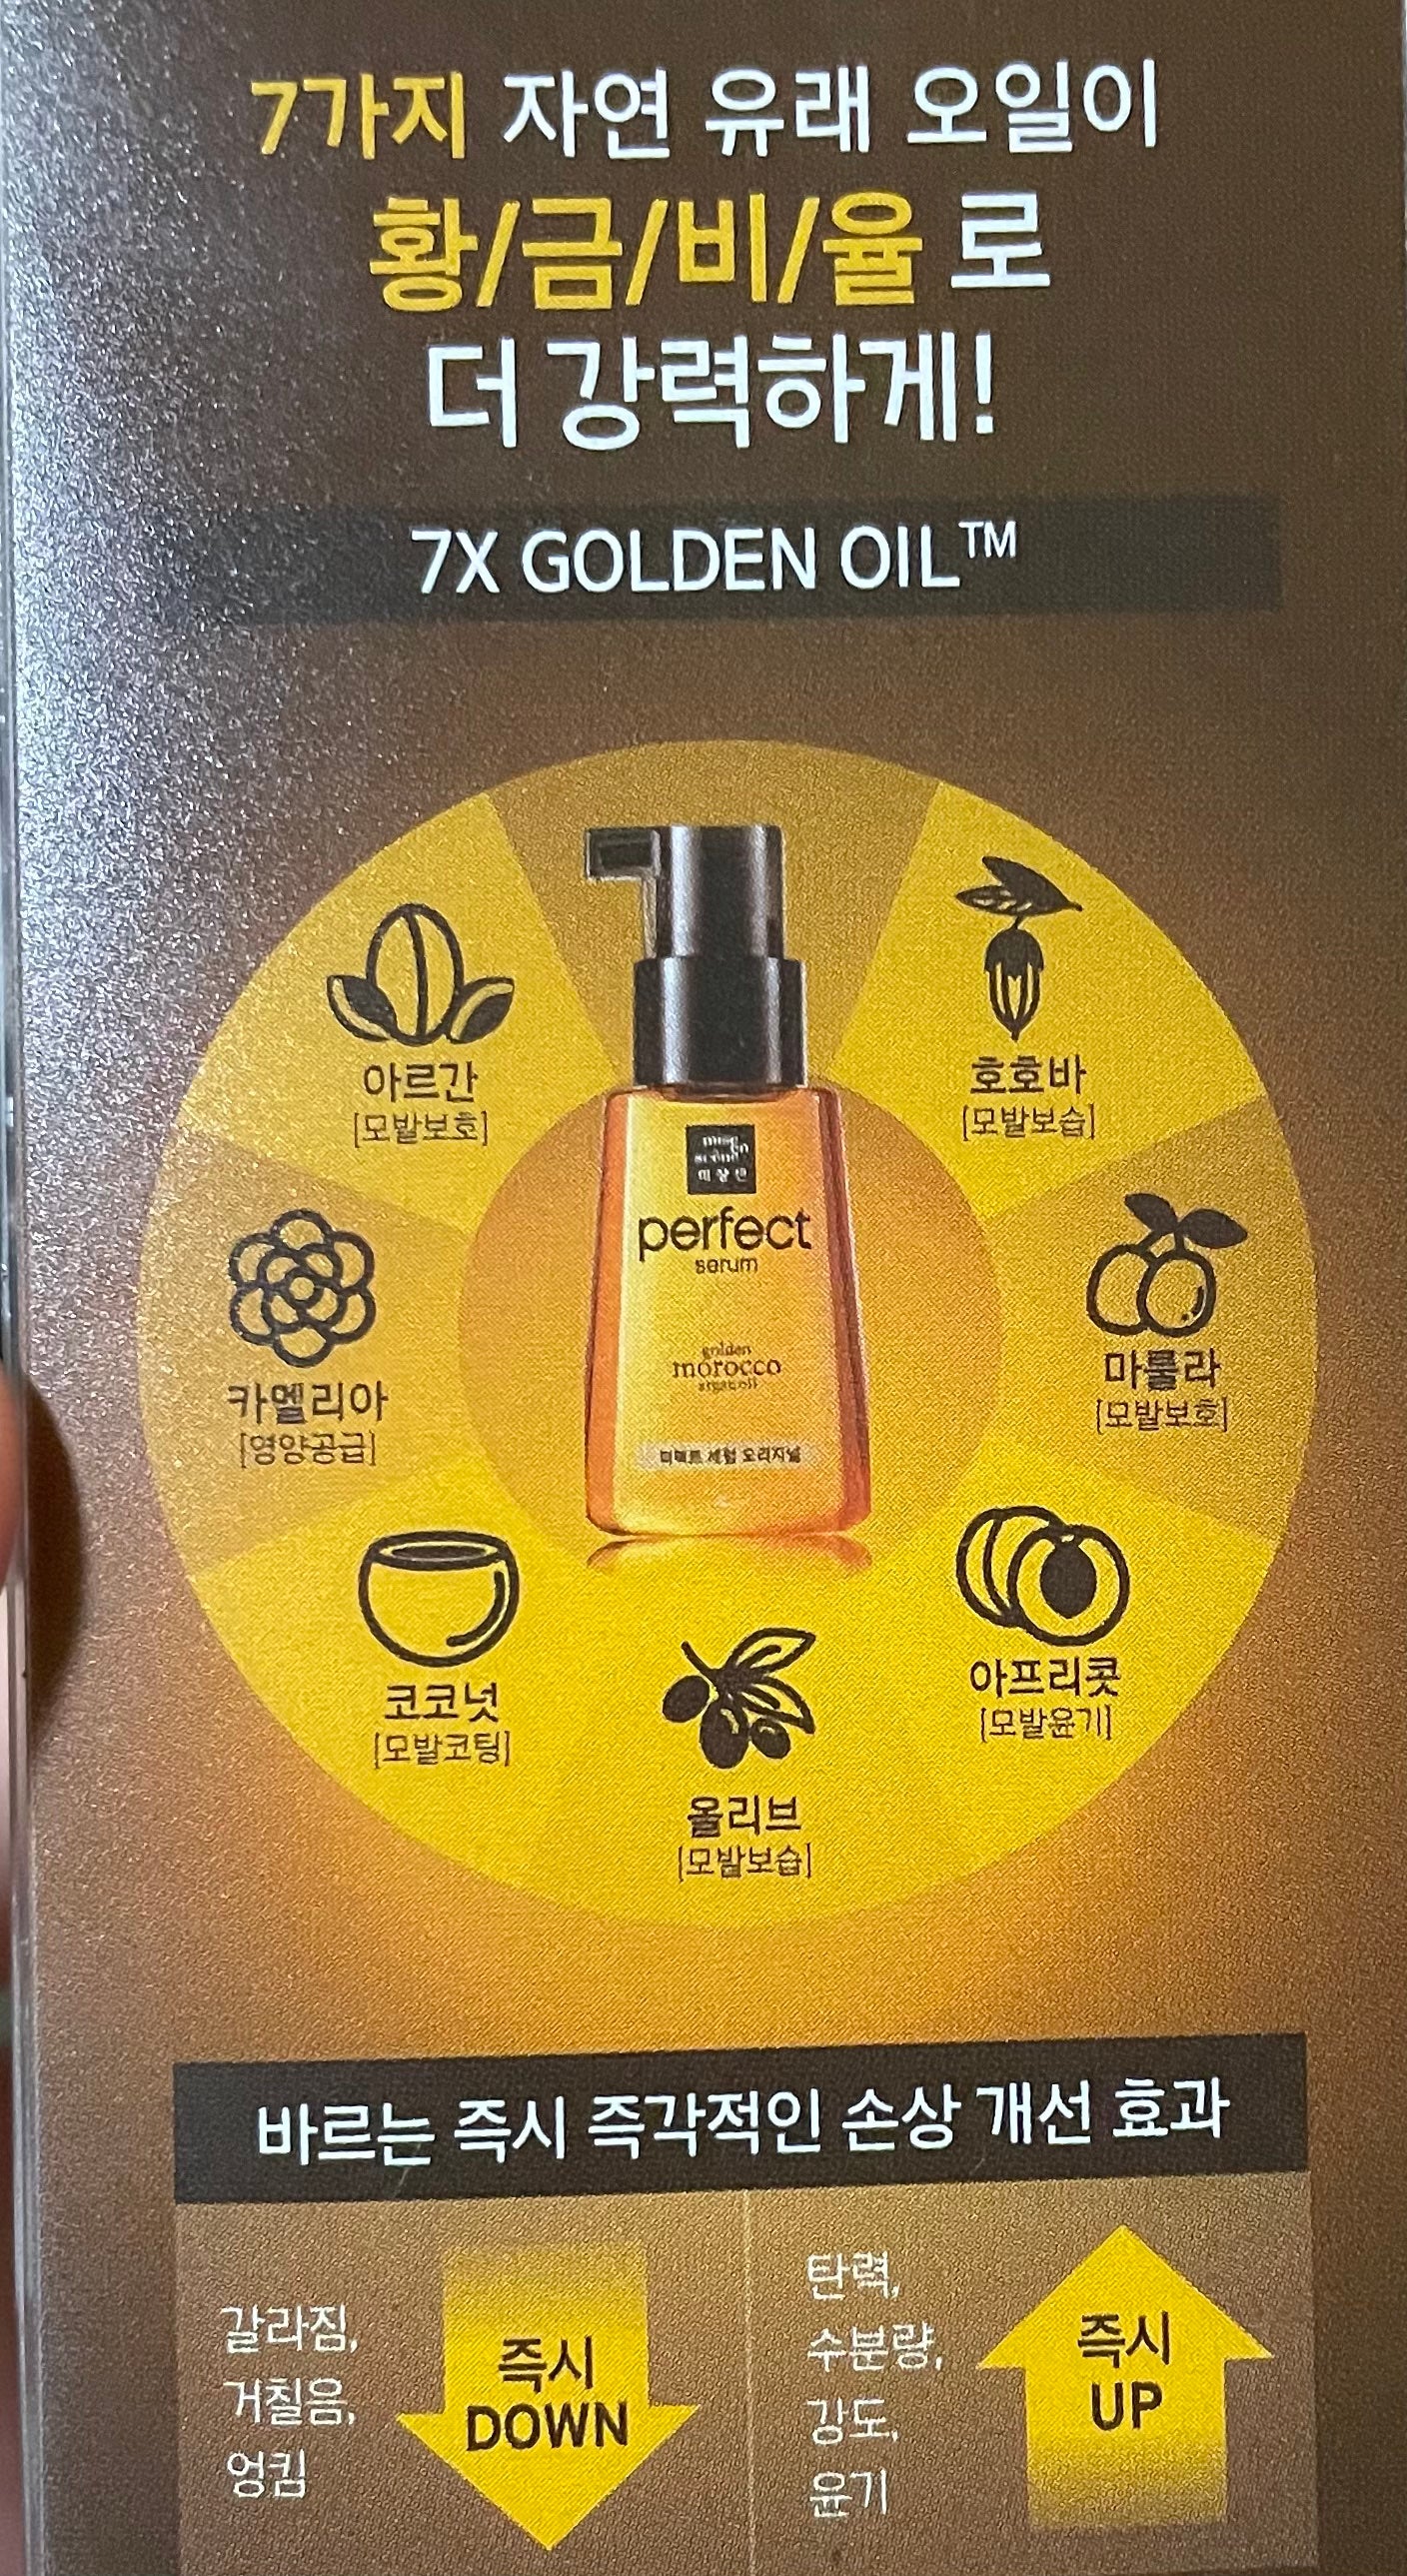 7가지 자연 유래 오일이
황/금/비/율 로
더 강력하게!
7X GOLDEN OIL™
아르간
[모발보호]
호호바
[모발보습]
카멜리아
[영양공급]
마룰라
[모발보호]
코코넛
[모발코팅]
아프리콧
[모발윤기]
올리브
[모발보습]
mise
en
scène
미쟝센
perfect
serum
golden
morocco
argan oil
퍼펙트 세럼 오리지널
바르는 즉시 즉각적인 손상 개선 효과
갈라짐,
거칠음,
엉킴
즉시
DOWN
탄력,
수분량,
강도,
윤기
즉시
UP